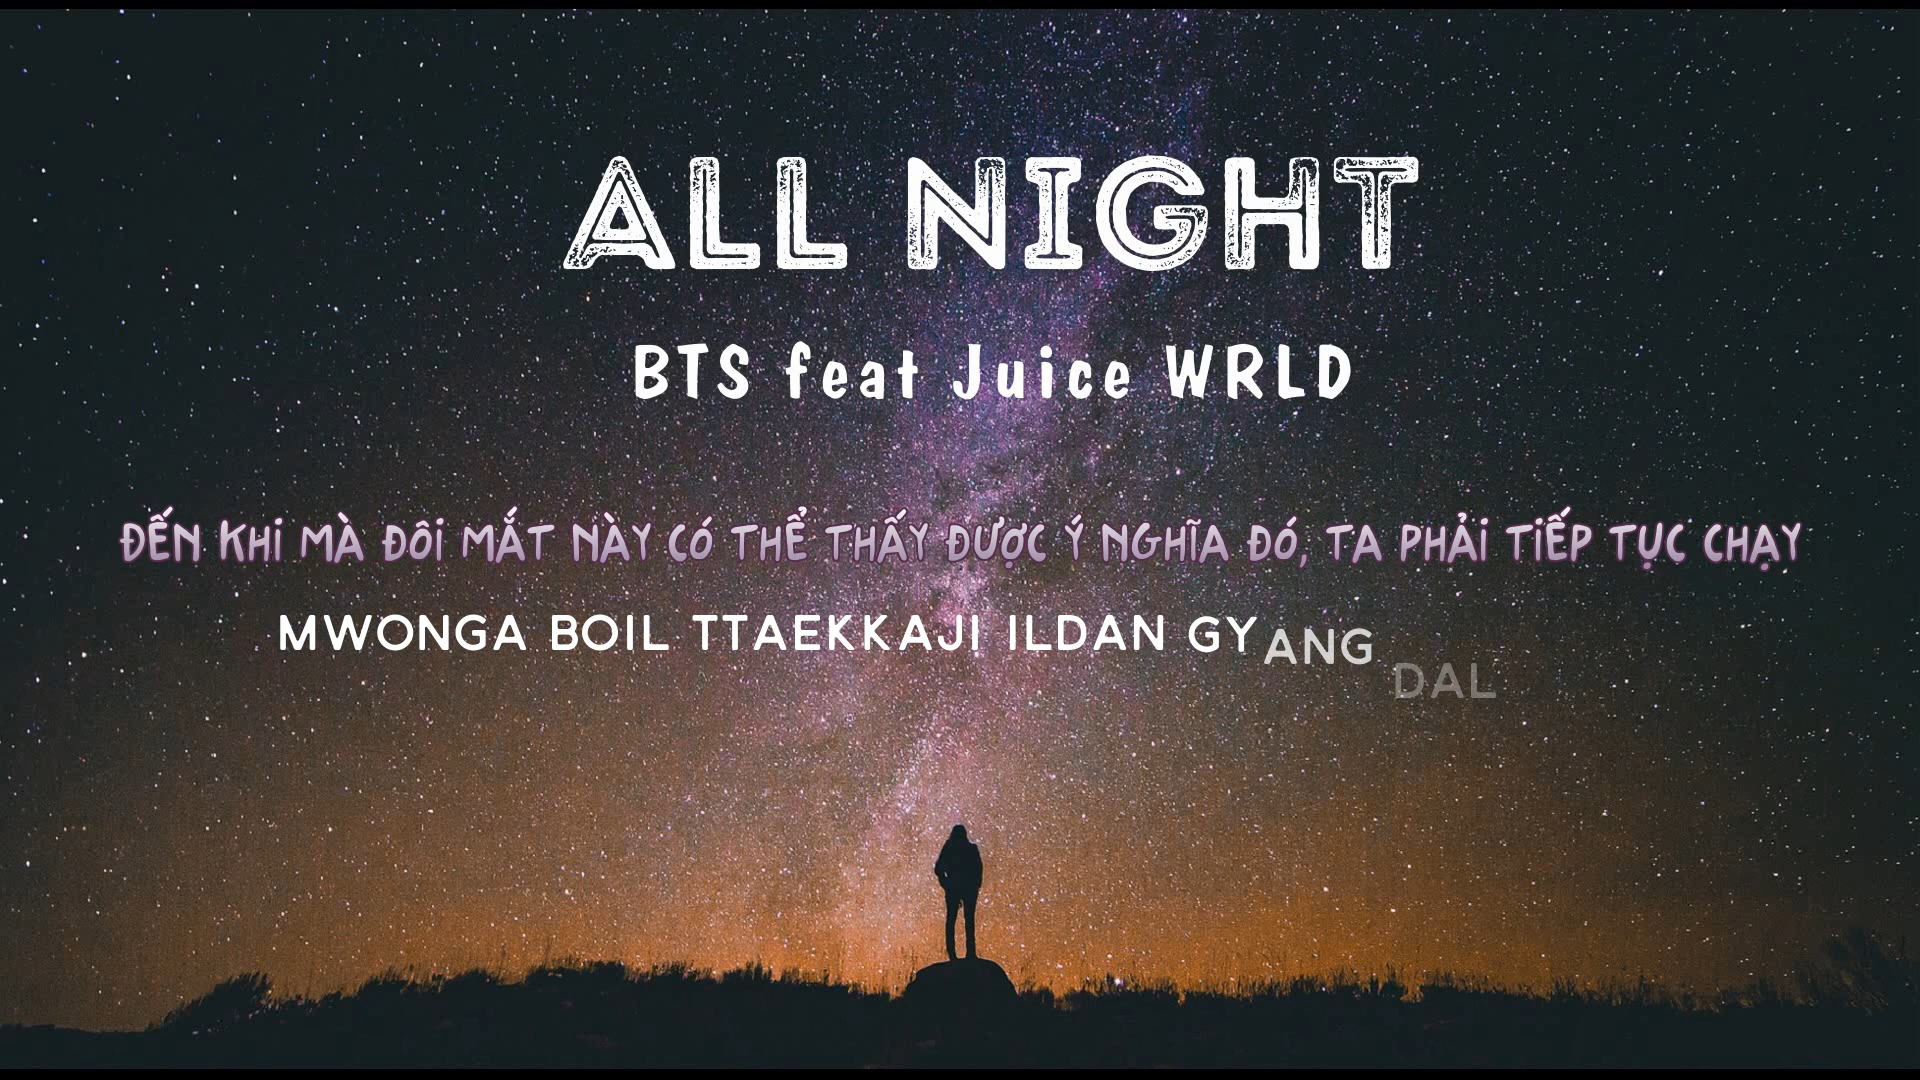 ALL NIGHT
BTS feat Juice WRLD
ĐẾN KHI MÀ ĐÔI MẮT NÀY CÓ THỂ THẤY ĐƯỢC Ý NGHĨA ĐÓ, TA PHẢI TIẾP TỤC CHẠY
MWONGA BOIL TTAEKKAJI ILDAN GYANG DAL